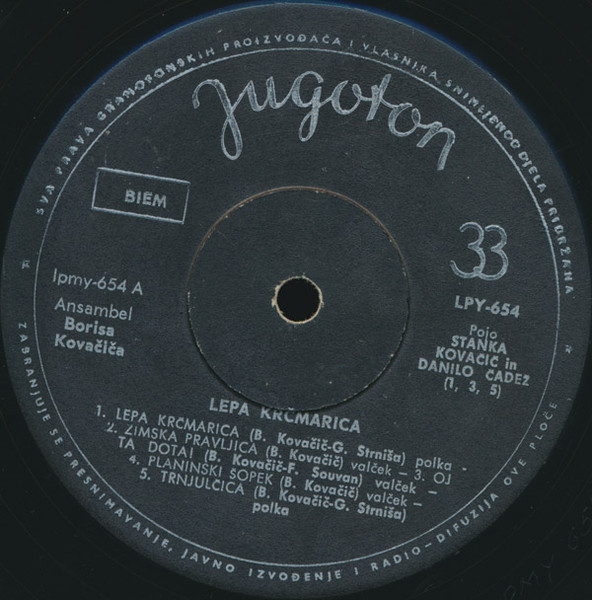 SVA PRAVA GRAMOFONSKIH PROIZVOĐAČA I VLASNIKA SNIMLJENOG DJELA PRIDRŽANA
Jugoton
BIEM
33
lpmy-654 A
LPY-654
Ansambel
Borisa
Kovačiča
Pojo
STANKA
KOVAČIČ in
DANILO ČADEŽ
(1, 3, 5)
LEPA KRČMARICA
1. LEPA KRČMARICA (B. Kovačič-G. Strniša) polka -
2. ZIMSKA PRAVLJICA (B. Kovačič) valček – 3. OJ
TA DOTA! (B. Kovačič-F. Souvan) valček –
4. PLANINSKI ŠOPEK (B. Kovačič) valček –
5. TRNJULČICA (B. Kovačič-G. Strniša)
polka
ZABRANJUJE SE PRESNIMAVANJE, JAVNO IZVOĐENJE I RADIO-DIFUZIJA OVE PLOČE